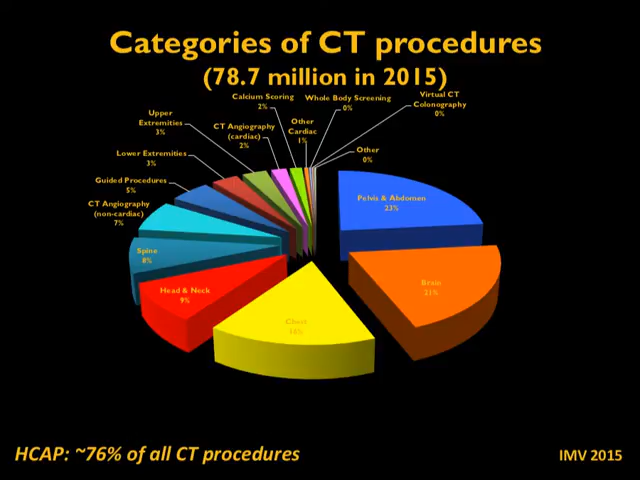 Categories of CT procedures
(78.7 million in 2015)
Calcium Scoring
2%
Whole Body Screening
0%
Virtual CT
Colonography
0%
Upper
Extremities
3%
CT Angiography
(cardiac)
2%
Other
Cardiac
1%
Other
0%
Lower Extremities
3%
Guided Procedures
5%
CT Angiography
(non-cardiac)
7%
Pelvis & Abdomen
23%
Spine
8%
Head & Neck
9%
Brain
21%
Chest
16%
HCAP: ~76% of all CT procedures
IMV 2015